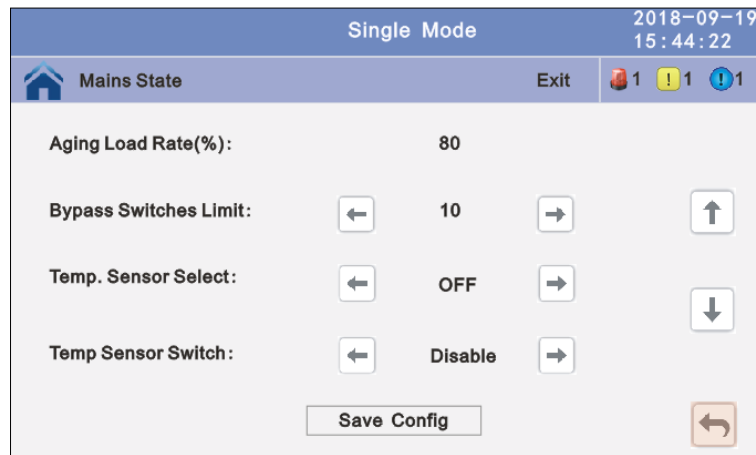 Single Mode
2018-09-19
15:44:22
Mains State Exit 1 ! 1 ! 1
Aging Load Rate(%): 80
Bypass Switches Limit: 10
Temp. Sensor Select: OFF
Temp Sensor Switch: Disable
Save Config